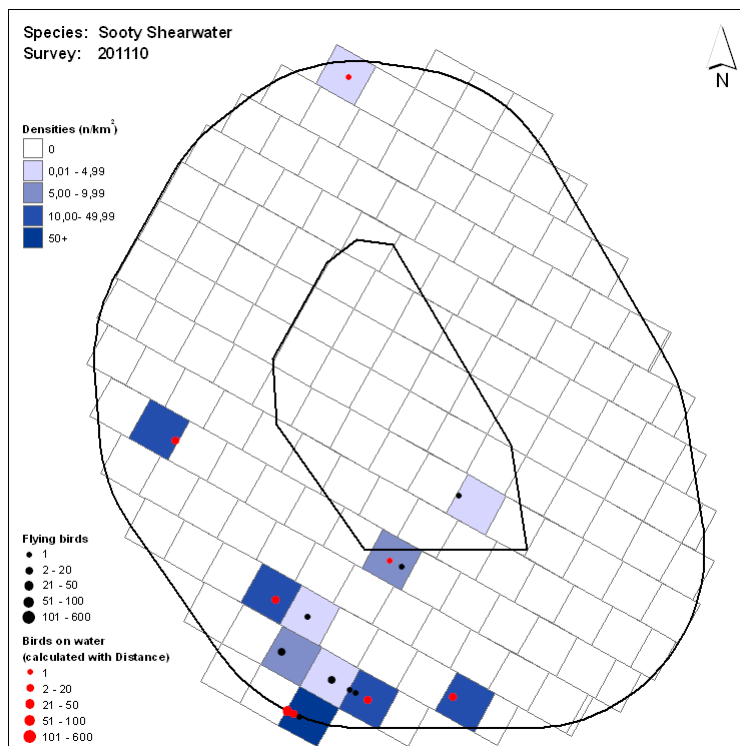 Species: Sooty Shearwater
Survey: 201110
N
Densities (n/km²)
0
0,01 - 4,99
5,00 - 9,99
10,00- 49,99
50+
Flying birds
1
2 - 20
21 - 50
51 - 100
101 - 600
Birds on water
(calculated with Distance)
1
2 - 20
21 - 50
51 - 100
101 - 600